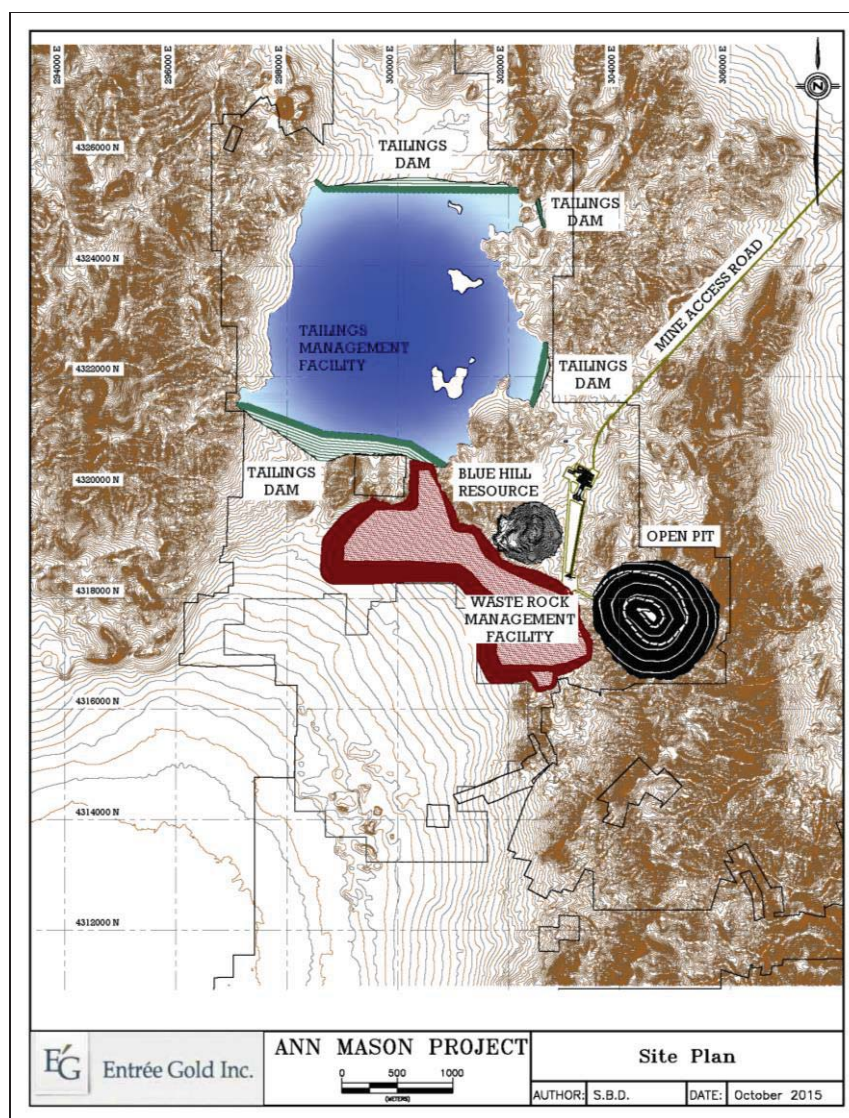 294000 E
296000 E
298000 E
300000 E
302000 E
304000 E
306000 E
N
4326000 N
TAILINGS
DAM
TAILINGS
DAM
4324000 N
MINE ACCESS ROAD
TAILINGS
MANAGEMENT
FACILITY
4322000 N
TAILINGS
DAM
4320000 N
TAILINGS
DAM
BLUE HILL
RESOURCE
OPEN PIT
4318000 N
WASTE ROCK
MANAGEMENT
FACILITY
4316000 N
4314000 N
4312000 N
EG
Entrée Gold Inc.
ANN MASON PROJECT
0 500 1000
(METERS)
Site Plan
AUTHOR: S.B.D.
DATE: October 2015